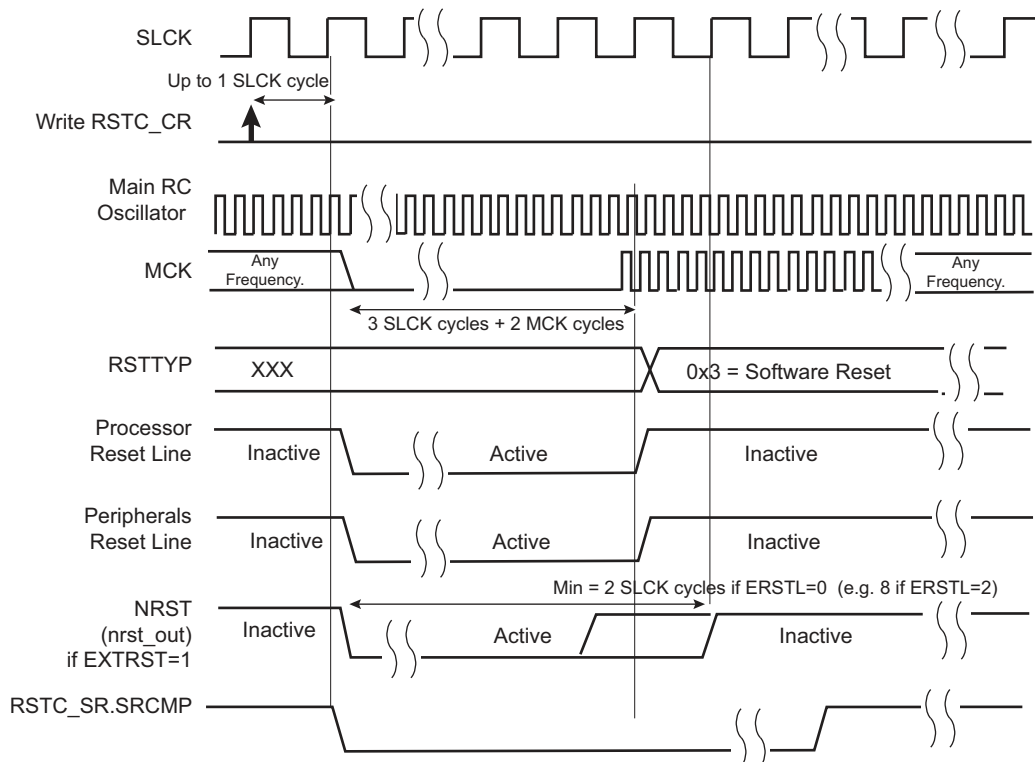 SLCK
Up to 1 SLCK cycle
Write RSTC_CR
Main RC
Oscillator
MCK
Any
Frequency.
Any
Frequency.
3 SLCK cycles + 2 MCK cycles
RSTTYP
XXX
0x3 = Software Reset
Processor
Reset Line
Inactive
Active
Inactive
Peripherals
Reset Line
Inactive
Active
Inactive
Min = 2 SLCK cycles if ERSTL=0 (e.g. 8 if ERSTL=2)
NRST
(nrst_out)
if EXTRST=1
Inactive
Active
Inactive
RSTC_SR.SRCMP